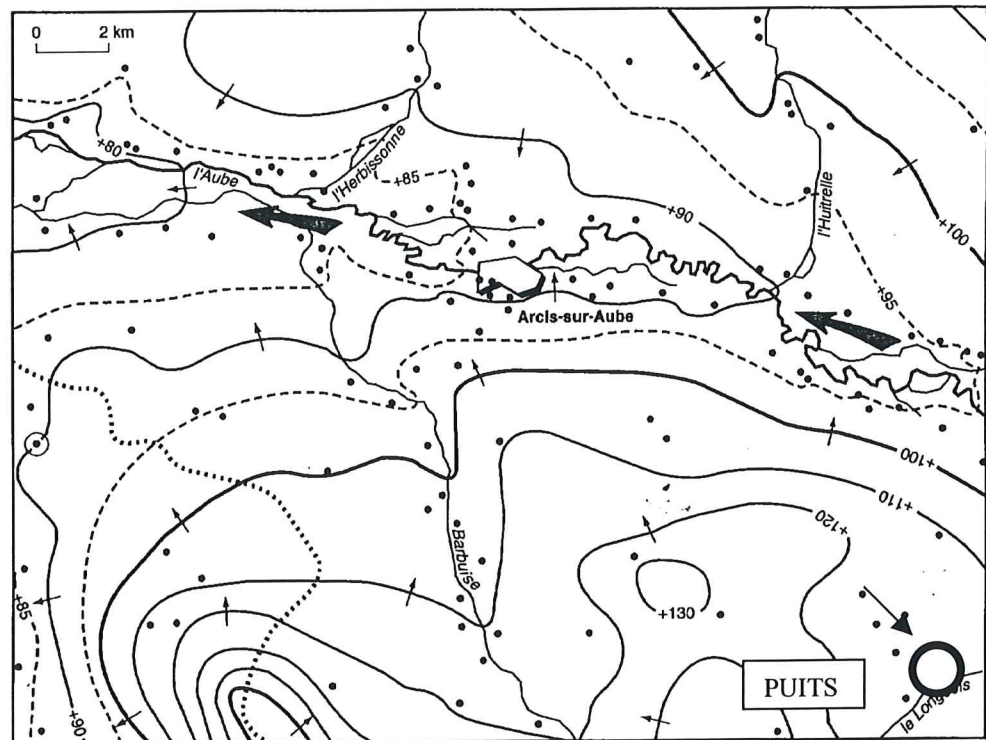 0 2 km
+80
l'Aube
l'Herbissonne
+85
+90
l'Huitrelle
+100
+95
Arcis-sur-Aube
+100
+110
+120
Barbuise
+130
+85
+90
PUITS
le